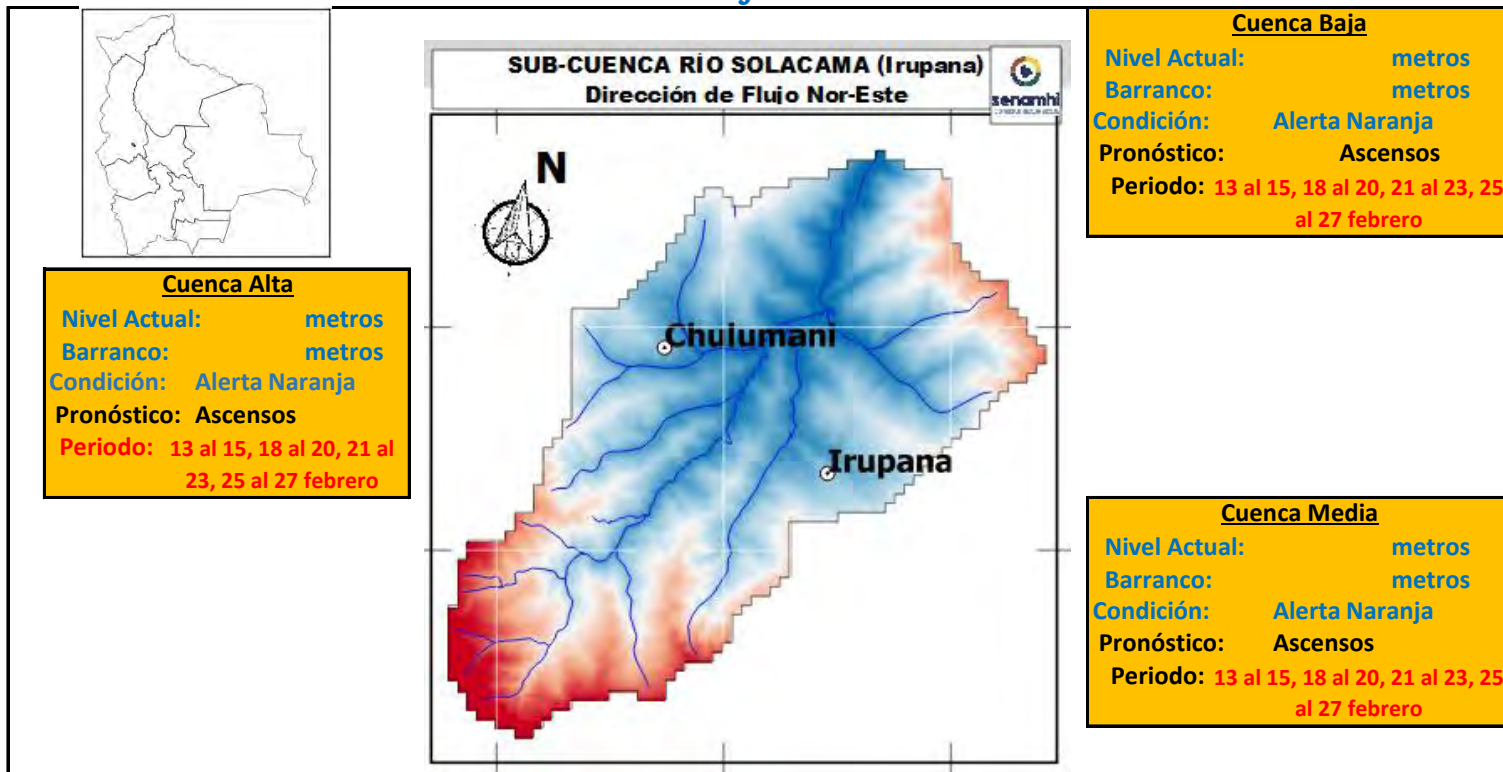 SUB-CUENCA RÍO SOLACAMA (Irupana)
Dirección de Flujo Nor-Este
senamhi
N
Chulumani
Irupana
Cuenca Alta
Nivel Actual: metros
Barranco: metros
Condición: Alerta Naranja
Pronóstico: Ascensos
Periodo: 13 al 15, 18 al 20, 21 al
23, 25 al 27 febrero
Cuenca Baja
Nivel Actual: metros
Barranco: metros
Condición: Alerta Naranja
Pronóstico: Ascensos
Periodo: 13 al 15, 18 al 20, 21 al 23, 25
al 27 febrero
Cuenca Media
Nivel Actual: metros
Barranco: metros
Condición: Alerta Naranja
Pronóstico: Ascensos
Periodo: 13 al 15, 18 al 20, 21 al 23, 25
al 27 febrero